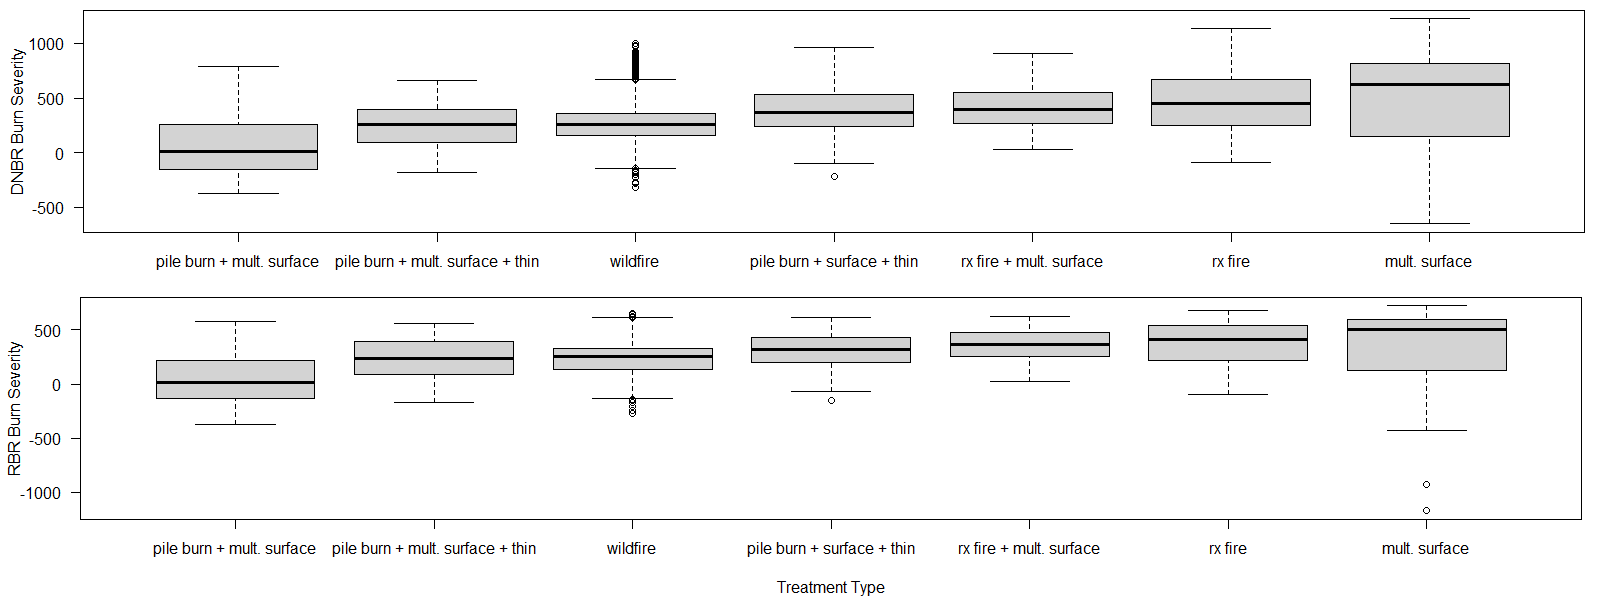 DNBR Burn Severity
1000
500
0
-500
pile burn + mult. surface
pile burn + mult. surface + thin
wildfire
pile burn + surface + thin
rx fire + mult. surface
rx fire
mult. surface
RBR Burn Severity
500
0
-500
-1000
pile burn + mult. surface
pile burn + mult. surface + thin
wildfire
pile burn + surface + thin
rx fire + mult. surface
rx fire
mult. surface
Treatment Type